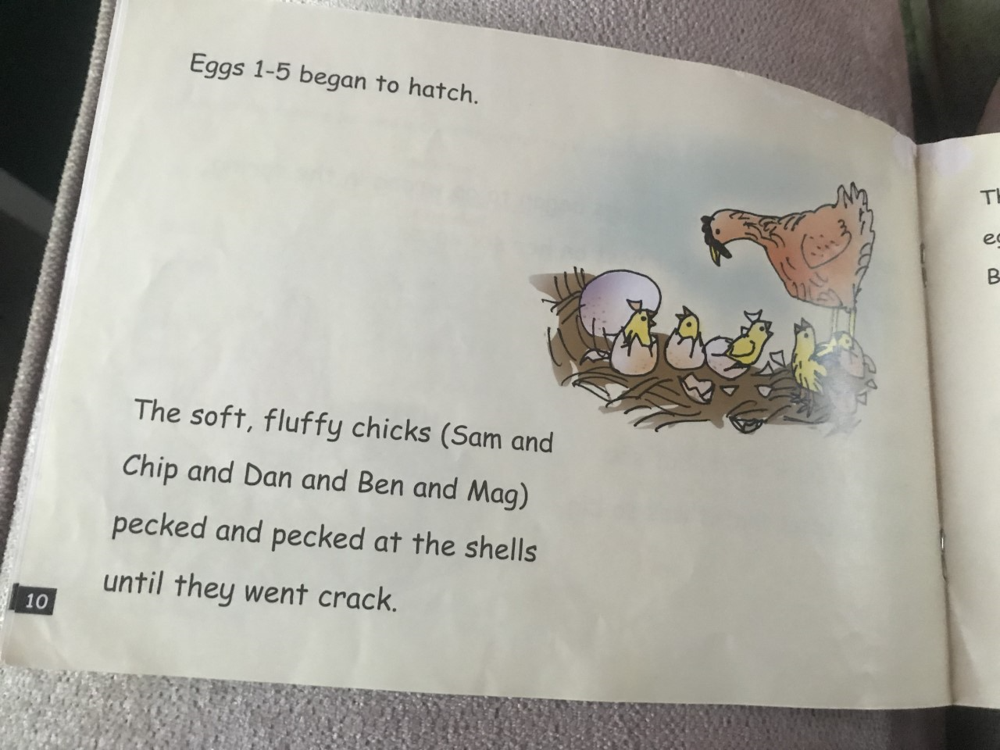 Eggs 1-5 began to hatch.
The soft, fluffy chicks (Sam and
Chip and Dan and Ben and Mag)
pecked and pecked at the shells
until they went crack.
10